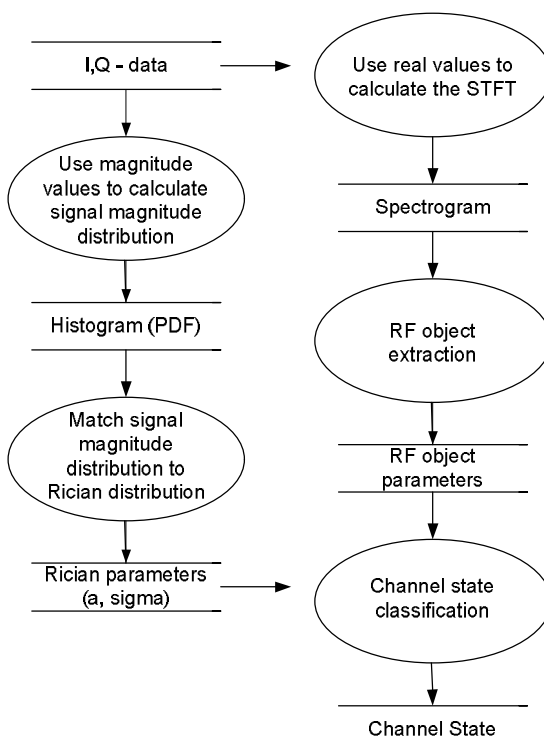 I,Q - data
Use real values to
calculate the STFT
Use magnitude
values to calculate
signal magnitude
distribution
Spectrogram
Histogram (PDF)
RF object
extraction
Match signal
magnitude
distribution to
Rician distribution
RF object
parameters
Rician parameters
(a, sigma)
Channel state
classification
Channel State